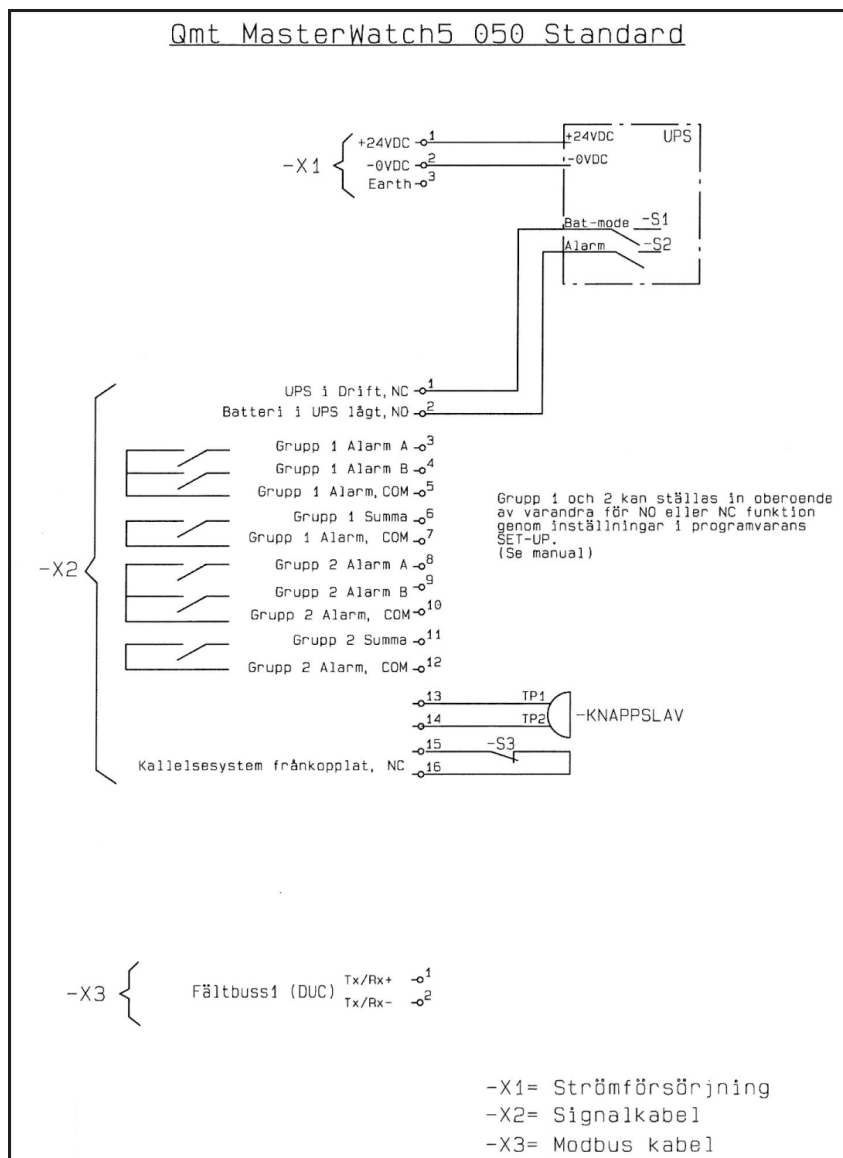 Qmt MasterWatch5 050 Standard
-X1
+24VDC 1
-0VDC 2
Earth 3
+24VDC UPS
-0VDC
Bat-mode -S1
Alarm -S2
-X2
UPS i Drift, NC 1
Batteri i UPS lågt, NO 2
Grupp 1 Alarm A 3
Grupp 1 Alarm B 4
Grupp 1 Alarm, COM 5
Grupp 1 Summa 6
Grupp 1 Alarm, COM 7
Grupp 2 Alarm A 8
Grupp 2 Alarm B 9
Grupp 2 Alarm, COM 10
Grupp 2 Summa 11
Grupp 2 Alarm, COM 12
Grupp 1 och 2 kan ställas in oberoende
av varandra för NO eller NC funktion
genom inställningar i programvarans
SET-UP.
(Se manual)
13 TP1
14 TP2
-KNAPPSLAV
15 -S3
Kallelsesystem frånkopplat, NC 16
-X3
Fältbuss1 (DUC)
Tx/Rx+ 1
Tx/Rx- 2
-X1= Strömförsörjning
-X2= Signalkabel
-X3= Modbus kabel